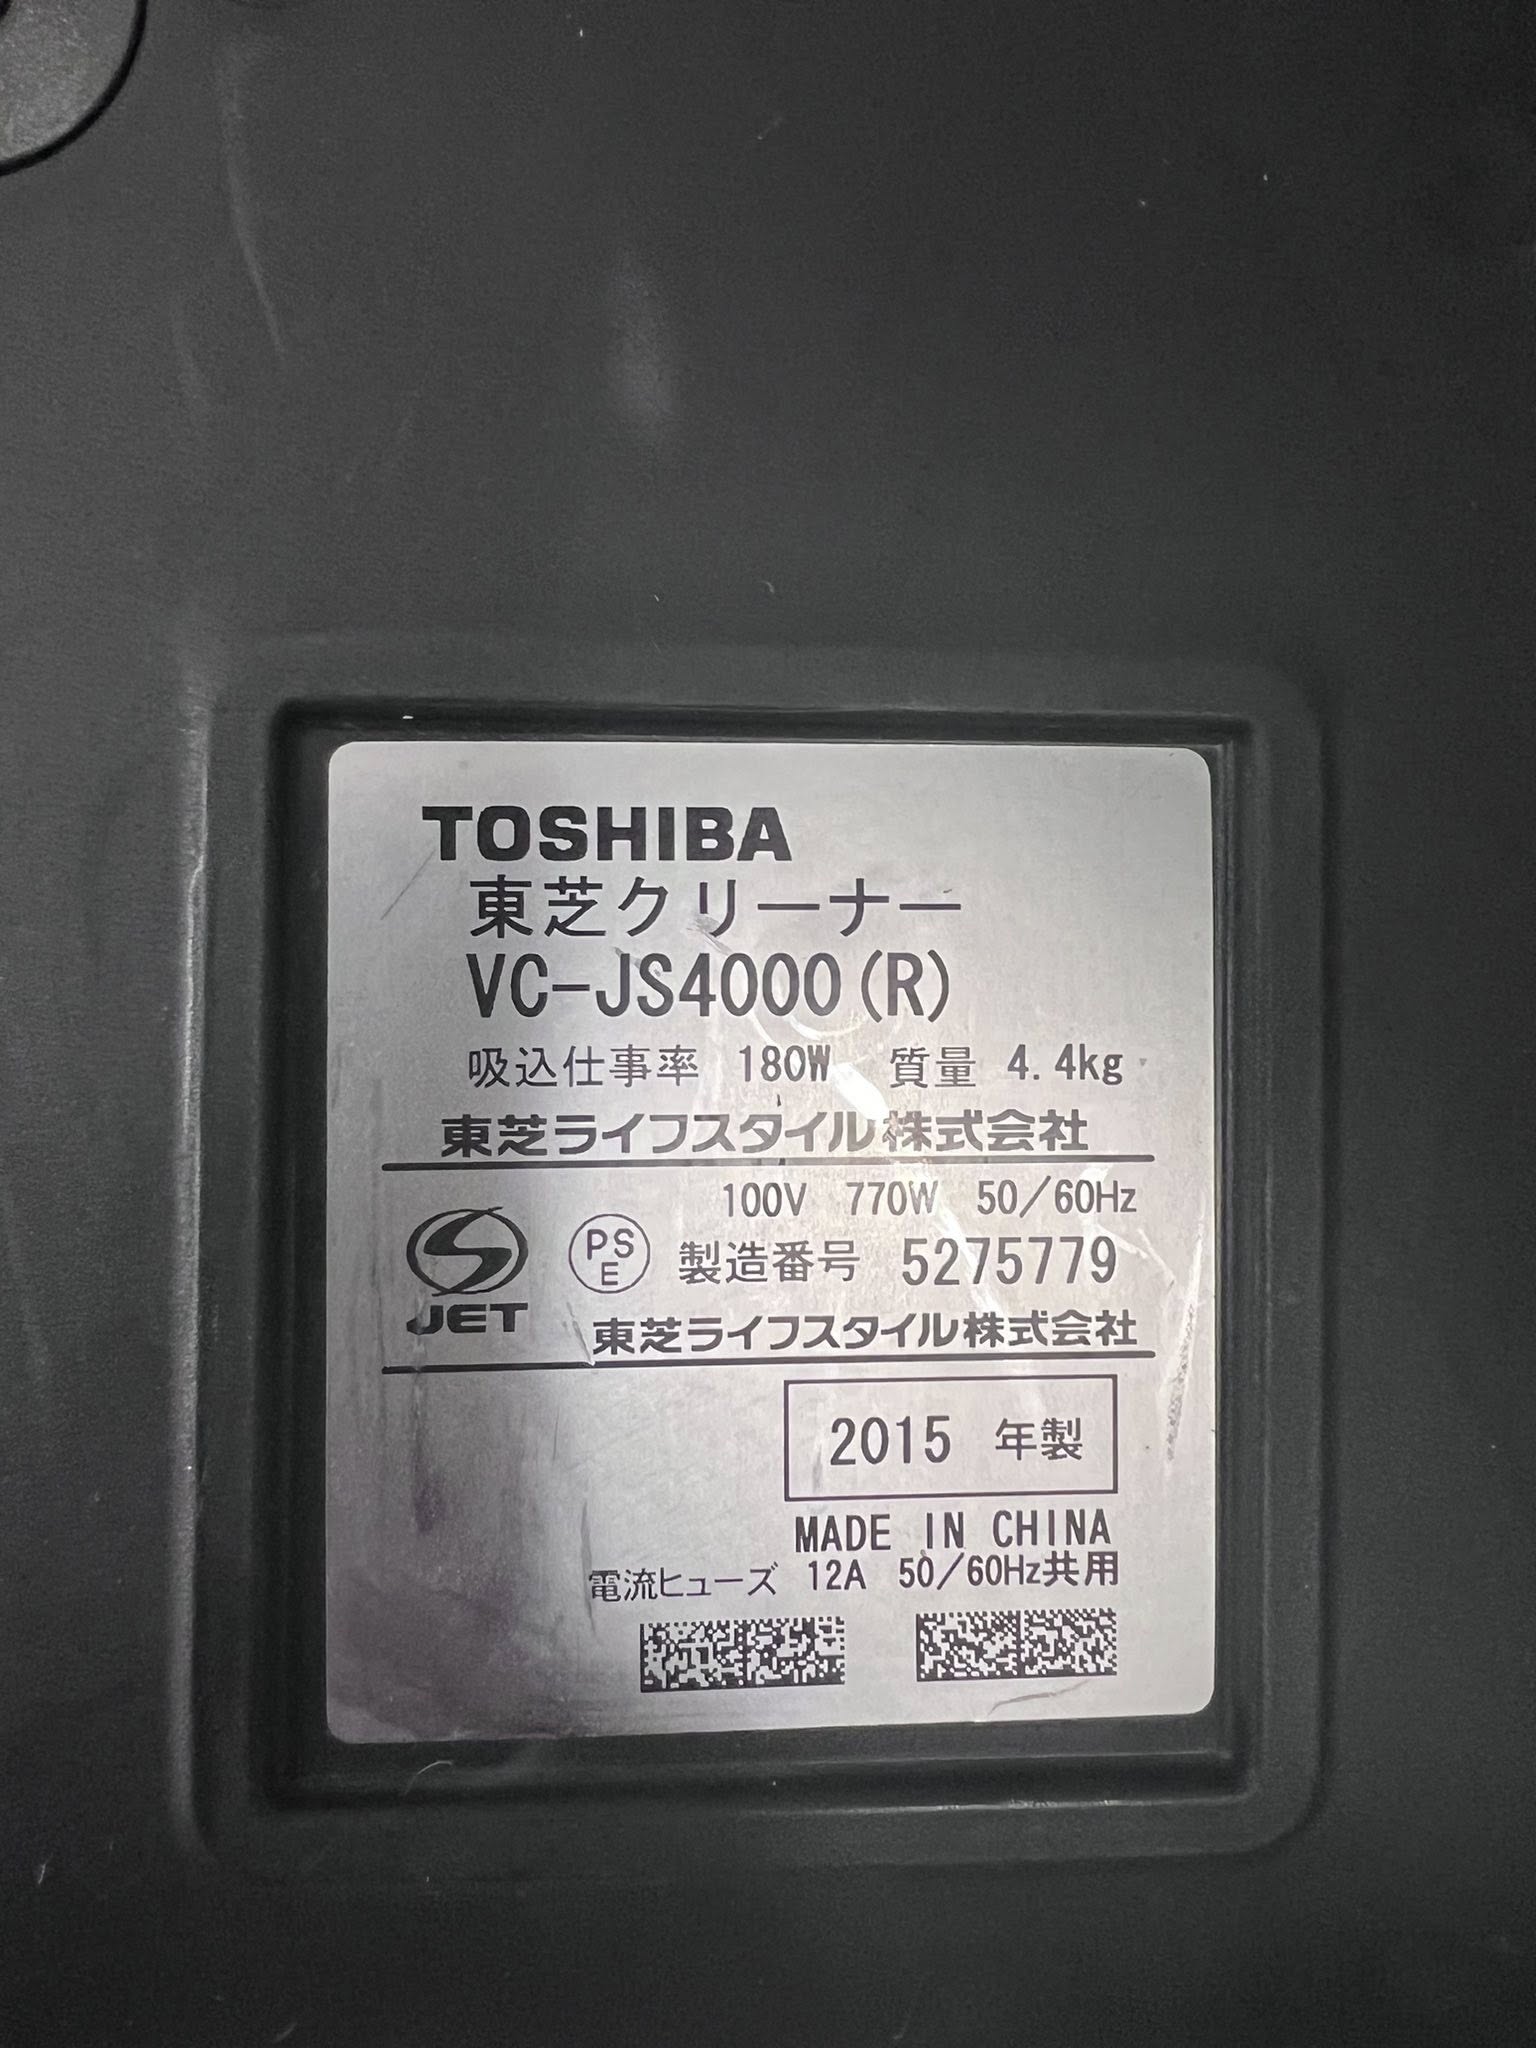 TOSHIBA
東芝クリーナー
VC-JS4000(R)
吸込仕事率 180W 質量 4.4kg
東芝ライフスタイル株式会社
100V 770W 50/60Hz
JET
PS
E
製造番号 5275779
東芝ライフスタイル株式会社
2015 年製
MADE IN CHINA
電流ヒューズ 12A 50/60Hz共用